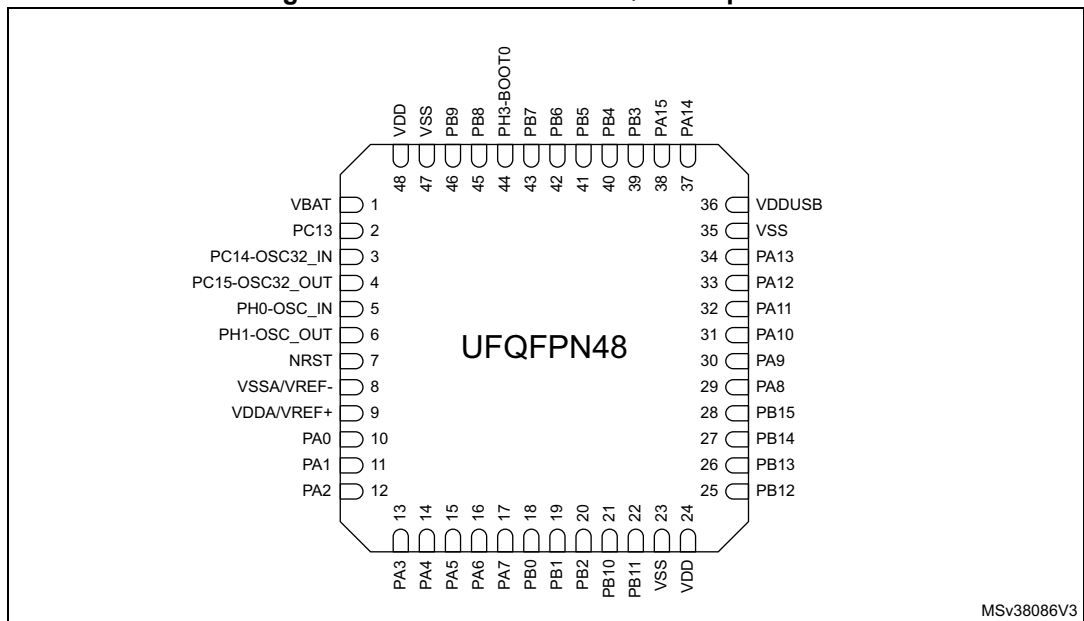 VDD
VSS
PB9
PB8
PH3-BOOT0
PB7
PB6
PB5
PB4
PB3
PA15
PA14
48
47
46
45
44
43
42
41
40
39
38
37
VBAT 1
PC13 2
PC14-OSC32_IN 3
PC15-OSC32_OUT 4
PH0-OSC_IN 5
PH1-OSC_OUT 6
NRST 7
VSSA/VREF- 8
VDDA/VREF+ 9
PA0 10
PA1 11
PA2 12
UFQFPN48
36 VDDUSB
35 VSS
34 PA13
33 PA12
32 PA11
31 PA10
30 PA9
29 PA8
28 PB15
27 PB14
26 PB13
25 PB12
13
14
15
16
17
18
19
20
21
22
23
24
PA3
PA4
PA5
PA6
PA7
PB0
PB1
PB2
PB10
PB11
VSS
VDD
MSv38086V3